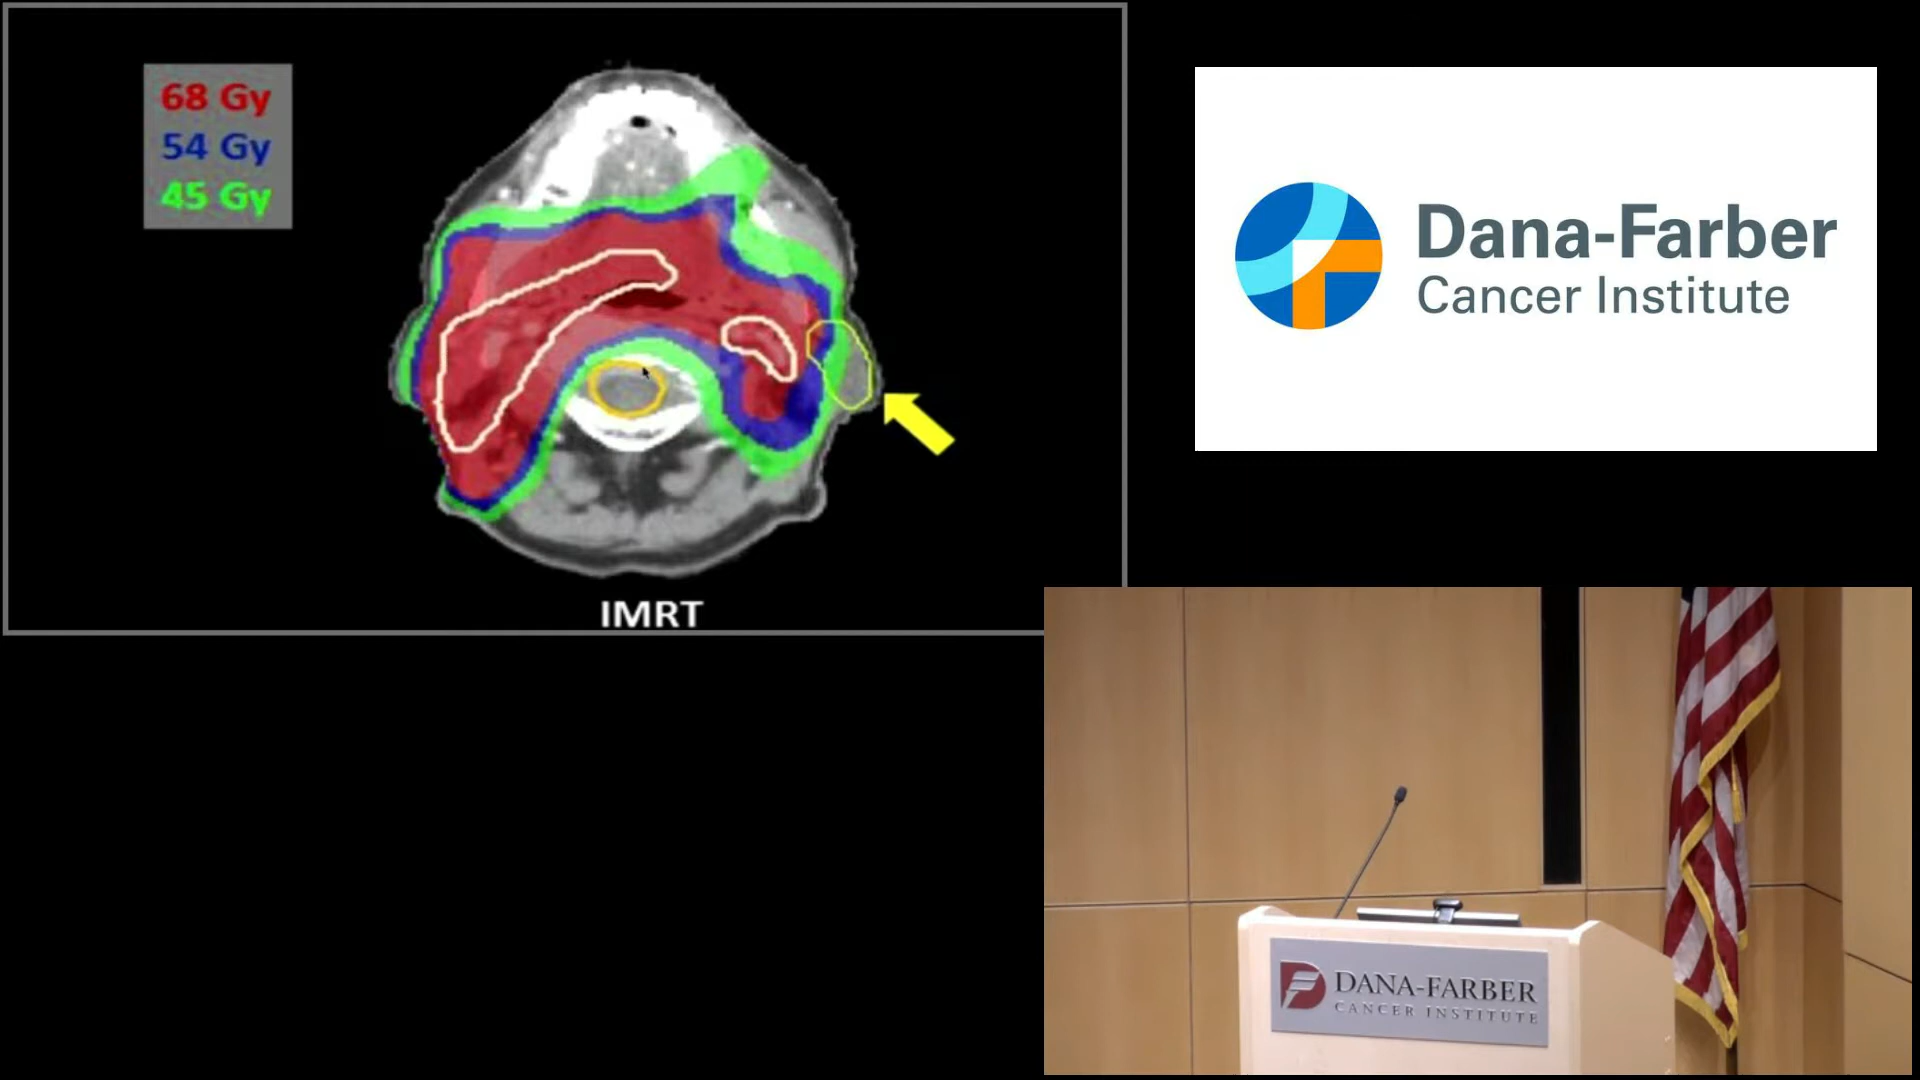 68 Gy
54 Gy
45 Gy
IMRT
Dana-Farber
Cancer Institute
DANA-FARBER
CANCER INSTITUTE